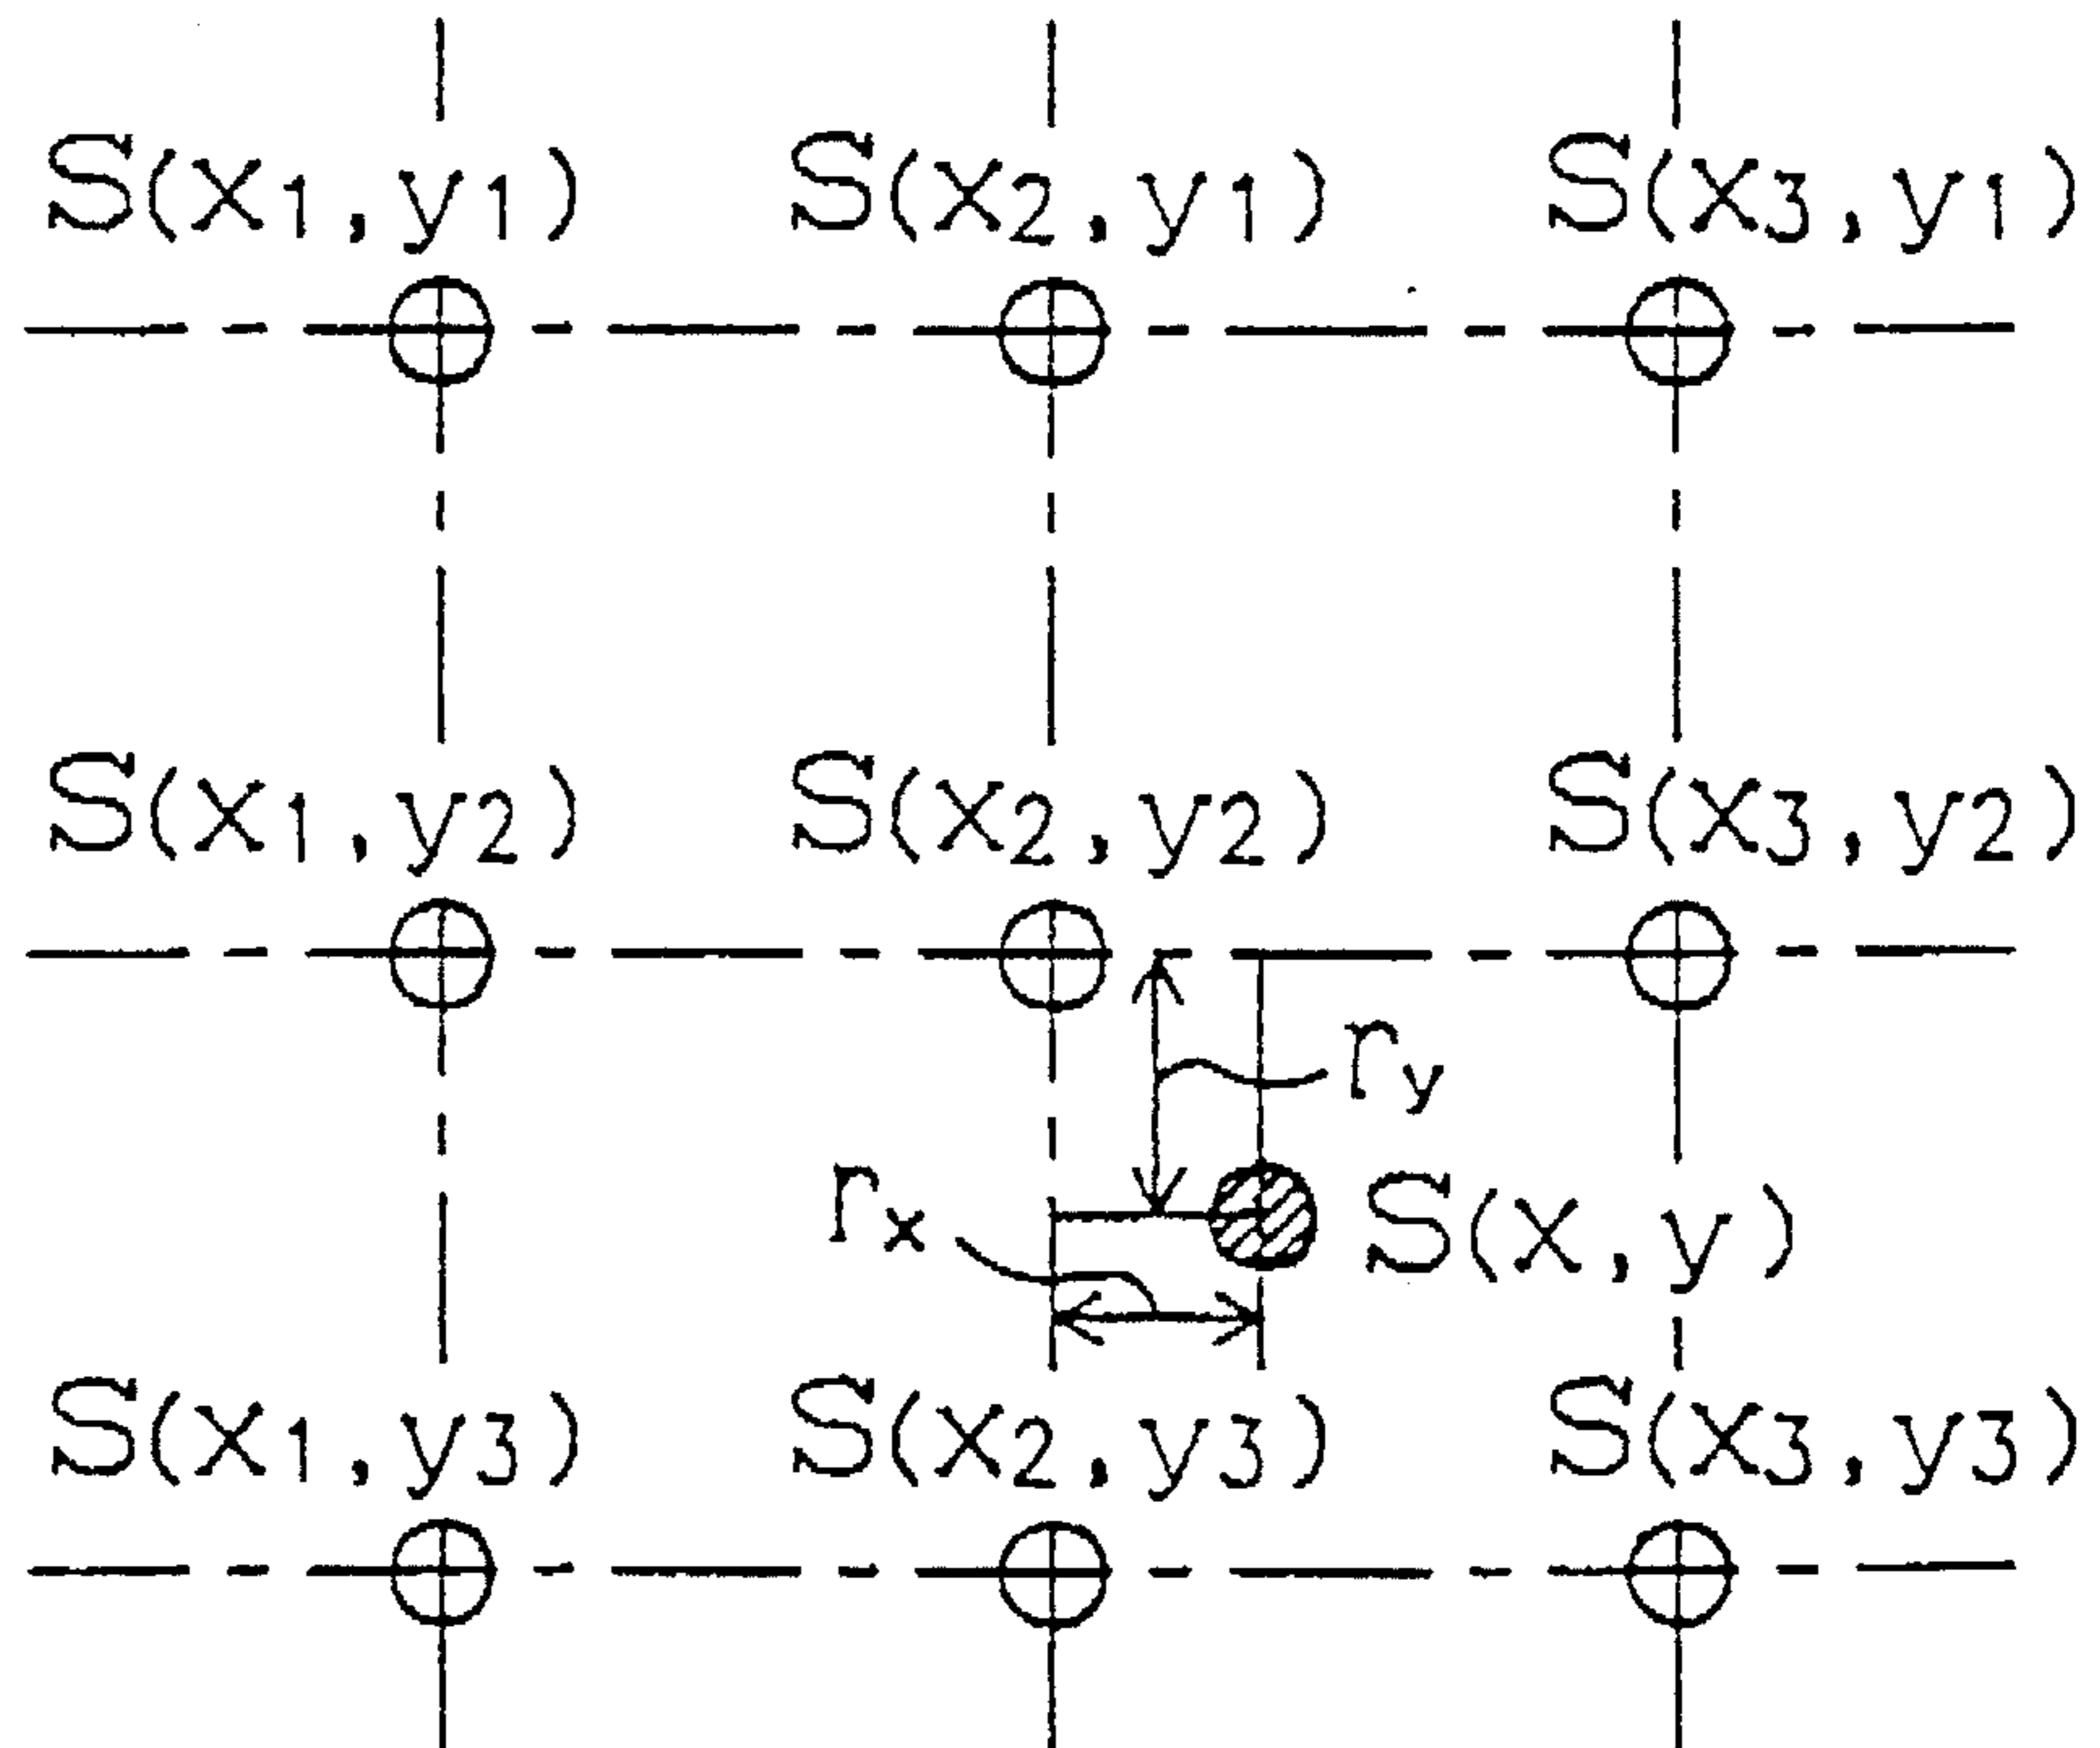 S(x1,y1) S(x2,y1) S(x3,y1)
S(x1,y2) S(x2,y2) S(x3,y2)
ry
rx S(x,y)
S(x1,y3) S(x2,y3) S(x3,y3)